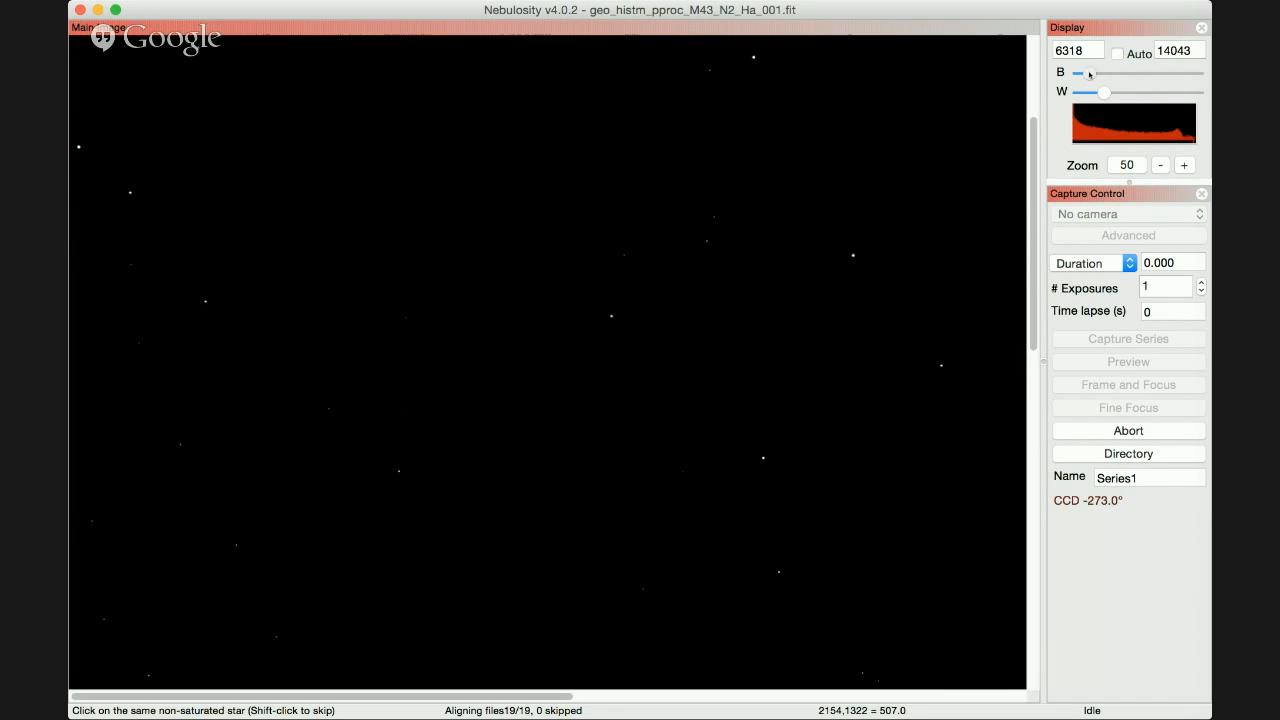 Nebulosity v4.0.2 - geo_histm_pproc_M43_N2_Ha_001.fit
Main Image
Google
Display
6318 Auto 14043
B
W
Zoom 50 - +
Capture Control
No camera
Advanced
Duration 0.000
# Exposures 1
Time lapse (s) 0
Capture Series
Preview
Frame and Focus
Fine Focus
Abort
Directory
Name Series1
CCD -273.0°
Click on the same non-saturated star (Shift-click to skip) Aligning files19/19, 0 skipped 2154,1322 = 507.0 Idle